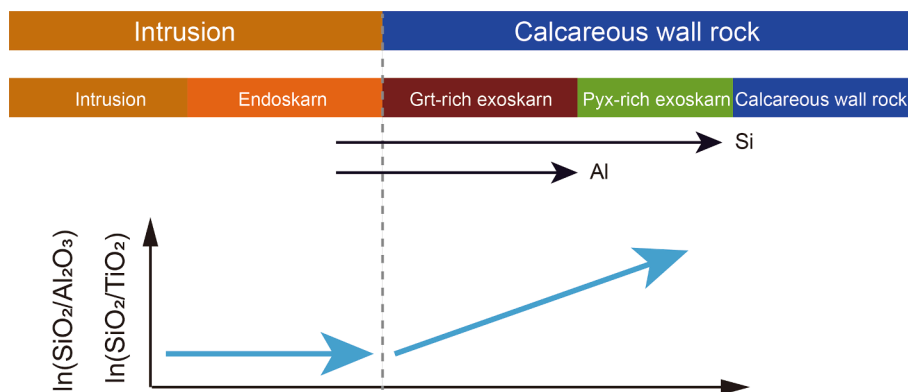 Intrusion
Calcareous wall rock
Intrusion
Endoskarn
Grt-rich exoskarn
Pyx-rich exoskarn
Calcareous wall rock
Si
Al
ln(SiO₂/Al₂O₃)
ln(SiO₂/TiO₂)